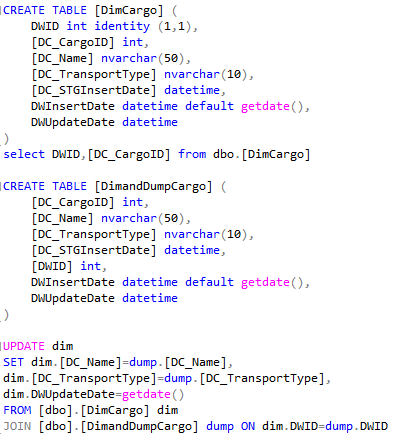 CREATE TABLE [DimCargo] (
DWID int identity (1,1),
[DC_CargoID] int,
[DC_Name] nvarchar(50),
[DC_TransportType] nvarchar(10),
[DC_STGInsertDate] datetime,
DWInsertDate datetime default getdate(),
DWUpdateDate datetime
)
select DWID,[DC_CargoID] from dbo.[DimCargo]
CREATE TABLE [DimandDumpCargo] (
[DC_CargoID] int,
[DC_Name] nvarchar(50),
[DC_TransportType] nvarchar(10),
[DC_STGInsertDate] datetime,
[DWID] int,
DWInsertDate datetime default getdate(),
DWUpdateDate datetime
)
UPDATE dim
SET dim.[DC_Name]=dump.[DC_Name],
dim.[DC_TransportType]=dump.[DC_TransportType],
dim.DWUpdateDate=getdate()
FROM [dbo].[DimCargo] dim
JOIN [dbo].[DimandDumpCargo] dump ON dim.DWID=dump.DWID